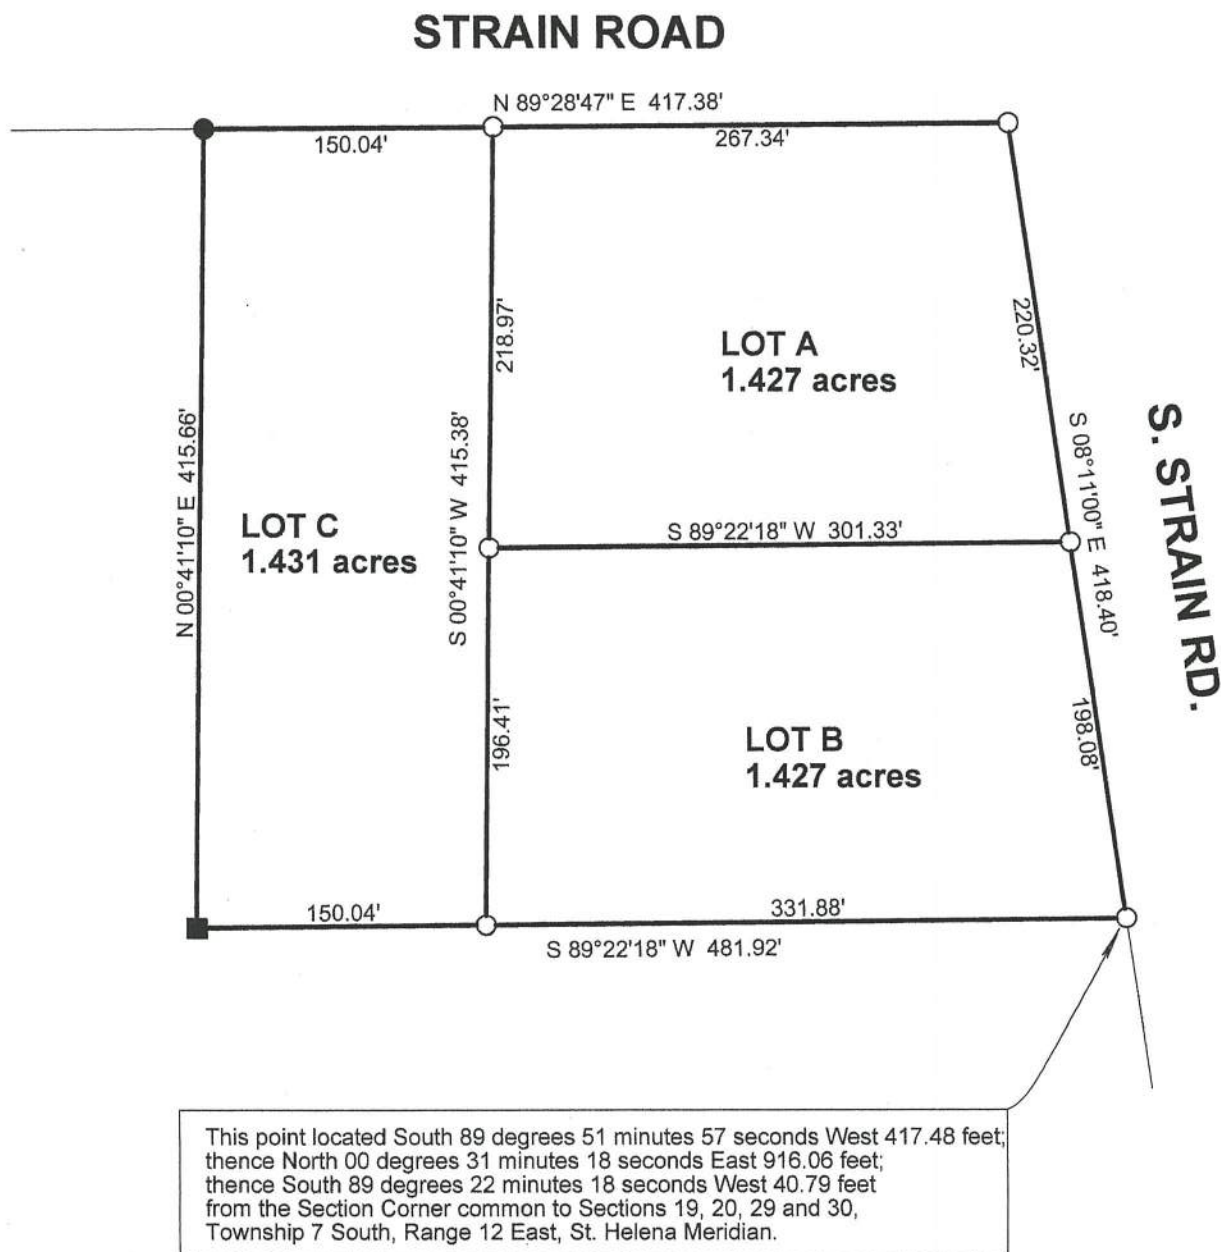 STRAIN ROAD
N 89°28'47" E 417.38'
150.04'
267.34'
218.97'
220.32'
LOT A
1.427 acres
N 00°41'10" E 415.66'
S 00°41'10" W 415.38'
S 08°11'00" E 418.40'
S. STRAIN RD.
LOT C
1.431 acres
S 89°22'18" W 301.33'
196.41'
198.08'
LOT B
1.427 acres
150.04'
331.88'
S 89°22'18" W 481.92'
This point located South 89 degrees 51 minutes 57 seconds West 417.48 feet;
thence North 00 degrees 31 minutes 18 seconds East 916.06 feet;
thence South 89 degrees 22 minutes 18 seconds West 40.79 feet
from the Section Corner common to Sections 19, 20, 29 and 30,
Township 7 South, Range 12 East, St. Helena Meridian.